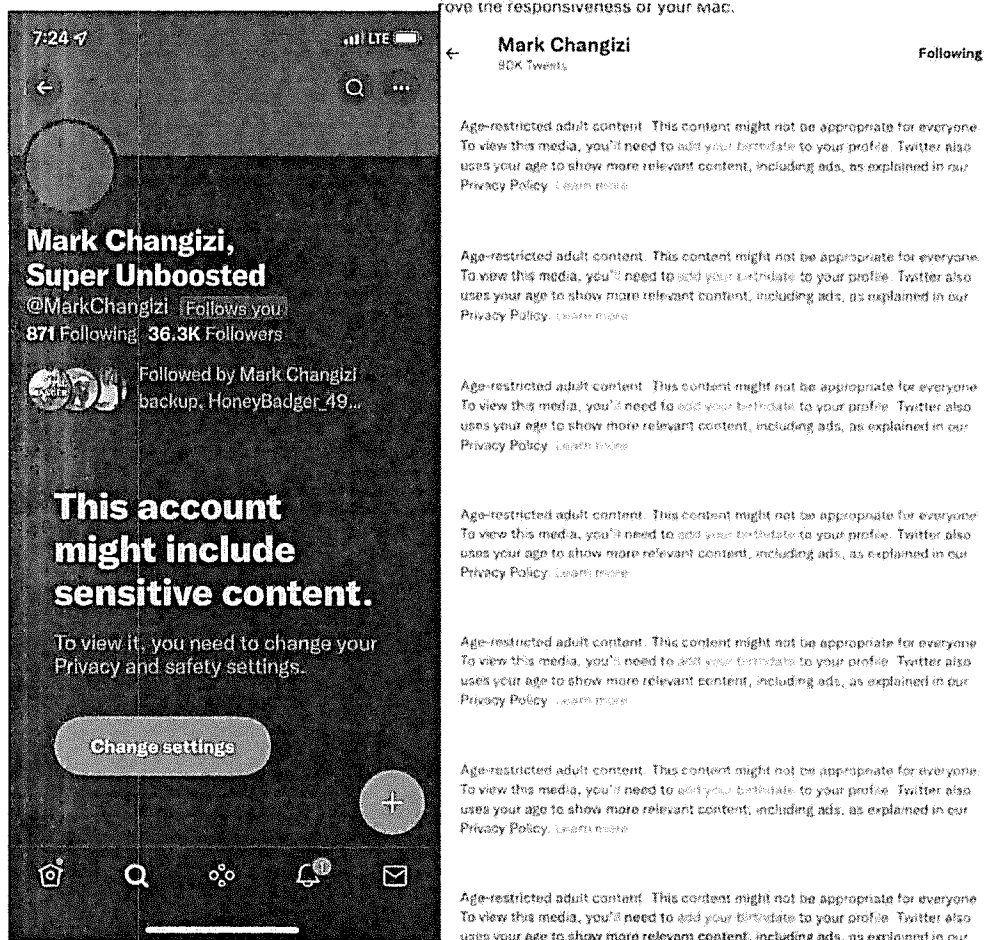 7:24
LTE
Mark Changizi,
Super Unboosted
@MarkChangizi Follows you
871 Following 36.3K Followers
Followed by Mark Changizi
backup, HoneyBadger_49...
This account
might include
sensitive content.
To view it, you need to change your
Privacy and safety settings.
Change settings
1
rove the responsiveness of your Mac.
Mark Changizi
90K Tweets
Following
Age-restricted adult content. This content might not be appropriate for everyone.
To view this media, you'll need to add your birthdate to your profile. Twitter also
uses your age to show more relevant content, including ads, as explained in our
Privacy Policy. Learn more
Age-restricted adult content. This content might not be appropriate for everyone.
To view this media, you'll need to add your birthdate to your profile. Twitter also
uses your age to show more relevant content, including ads, as explained in our
Privacy Policy. Learn more
Age-restricted adult content. This content might not be appropriate for everyone.
To view this media, you'll need to add your birthdate to your profile. Twitter also
uses your age to show more relevant content, including ads, as explained in our
Privacy Policy. Learn more
Age-restricted adult content. This content might not be appropriate for everyone.
To view this media, you'll need to add your birthdate to your profile. Twitter also
uses your age to show more relevant content, including ads, as explained in our
Privacy Policy. Learn more
Age-restricted adult content. This content might not be appropriate for everyone.
To view this media, you'll need to add your birthdate to your profile. Twitter also
uses your age to show more relevant content, including ads, as explained in our
Privacy Policy. Learn more
Age-restricted adult content. This content might not be appropriate for everyone.
To view this media, you'll need to add your birthdate to your profile. Twitter also
uses your age to show more relevant content, including ads, as explained in our
Privacy Policy. Learn more
Age-restricted adult content. This content might not be appropriate for everyone.
To view this media, you'll need to add your birthdate to your profile. Twitter also
uses your age to show more relevant content, including ads, as explained in our